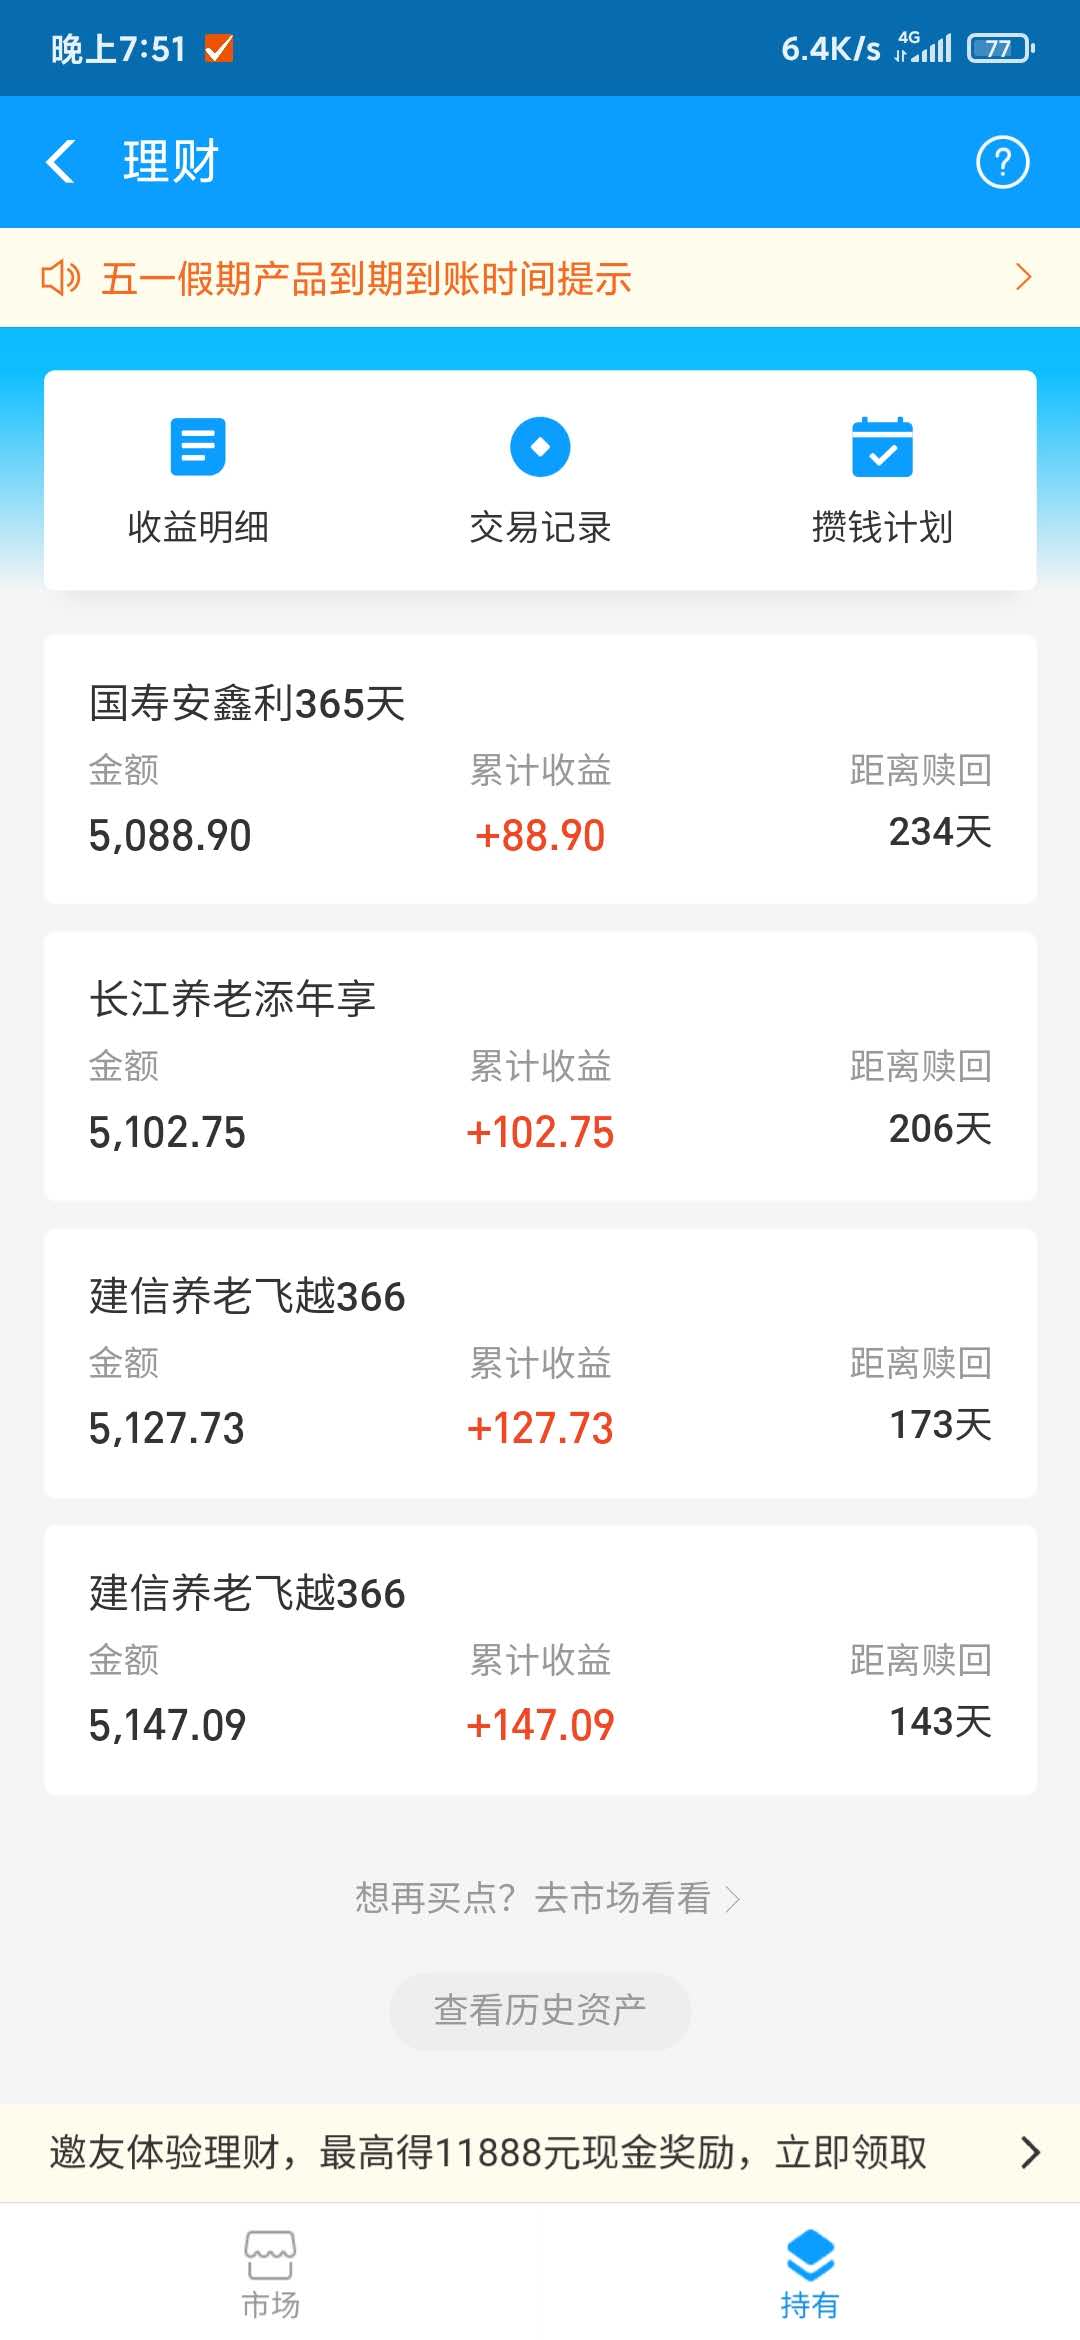 晚上7:51 6.4K/s 4G 77
理财
五一假期产品到期到账时间提示
收益明细 交易记录 攒钱计划
国寿安鑫利365天
金额 累计收益 距离赎回
5,088.90 +88.90 234天
长江养老添年享
金额 累计收益 距离赎回
5,102.75 +102.75 206天
建信养老飞越366
金额 累计收益 距离赎回
5,127.73 +127.73 173天
建信养老飞越366
金额 累计收益 距离赎回
5,147.09 +147.09 143天
想再买点？去市场看看
查看历史资产
邀友体验理财，最高得11888元现金奖励，立即领取
市场 持有